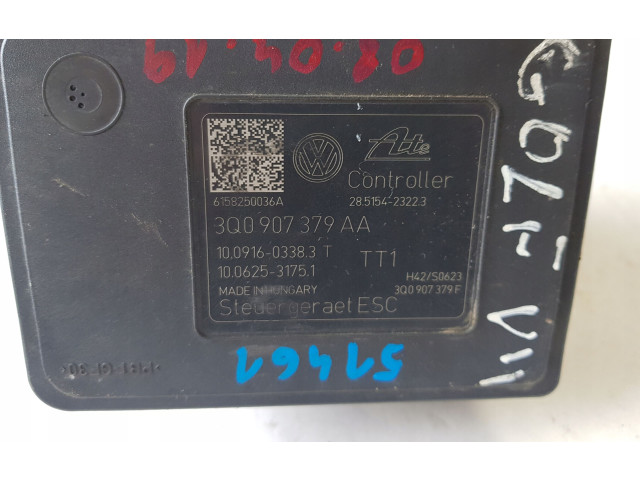 08.04.19
GOLF VII
VW
Ate
Controller
6158250036A
28.5154-2322.3
3Q0 907 379 AA
10.0916-0338.3 T
TT1
10.0625-3175.1
H42/S0623
MADE IN HUNGARY
3Q0 907 379 F
Steuergeraet ESC
51461